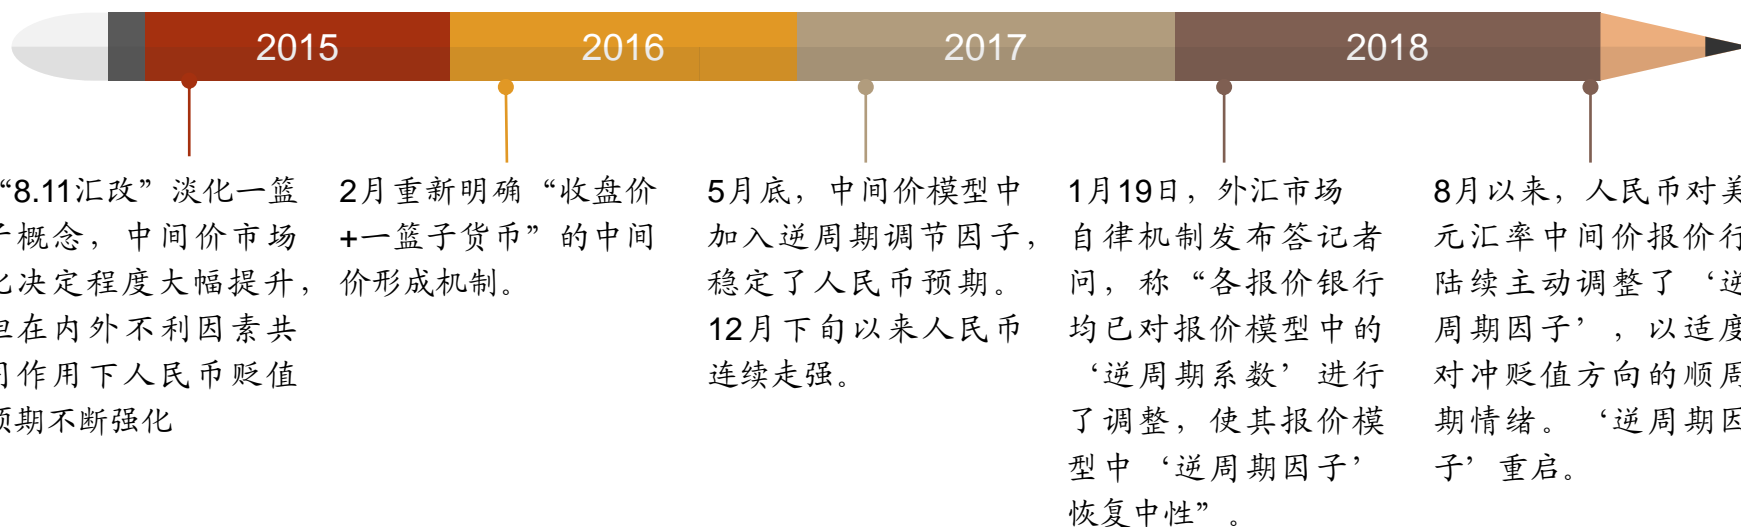 2015
2016
2017
2018
“8.11汇改”淡化一篮
子概念，中间价市场
化决定程度大幅提升，
但在内外不利因素共
同作用下人民币贬值
预期不断强化
2月重新明确“收盘价
+一篮子货币”的中间
价形成机制。
5月底，中间价模型中
加入逆周期调节因子，
稳定了人民币预期。
12月下旬以来人民币
连续走强。
1月19日，外汇市场
自律机制发布答记者
问，称“各报价银行
均已对报价模型中的
‘逆周期系数’进行
了调整，使其报价模
型中‘逆周期因子’
恢复中性”。
8月以来，人民币对美
元汇率中间价报价行
陆续主动调整了‘逆
周期因子’，以适度
对冲贬值方向的顺周
期情绪。‘逆周期因
子’重启。